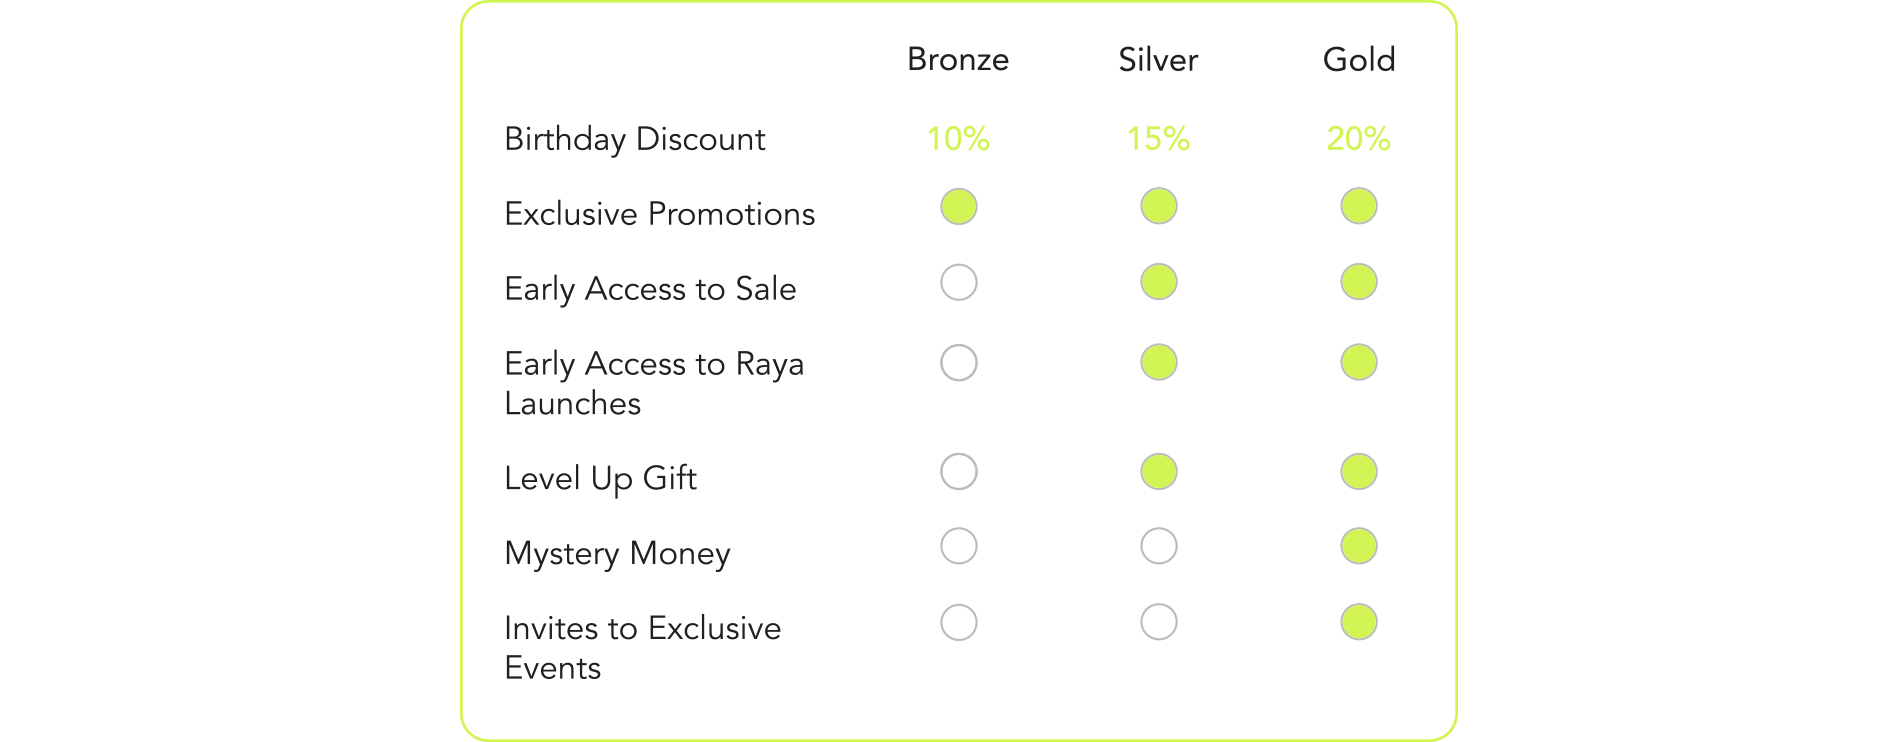 Bronze Silver Gold
Birthday Discount 10% 15% 20%
Exclusive Promotions
Early Access to Sale
Early Access to Raya
Launches
Level Up Gift
Mystery Money
Invites to Exclusive
Events